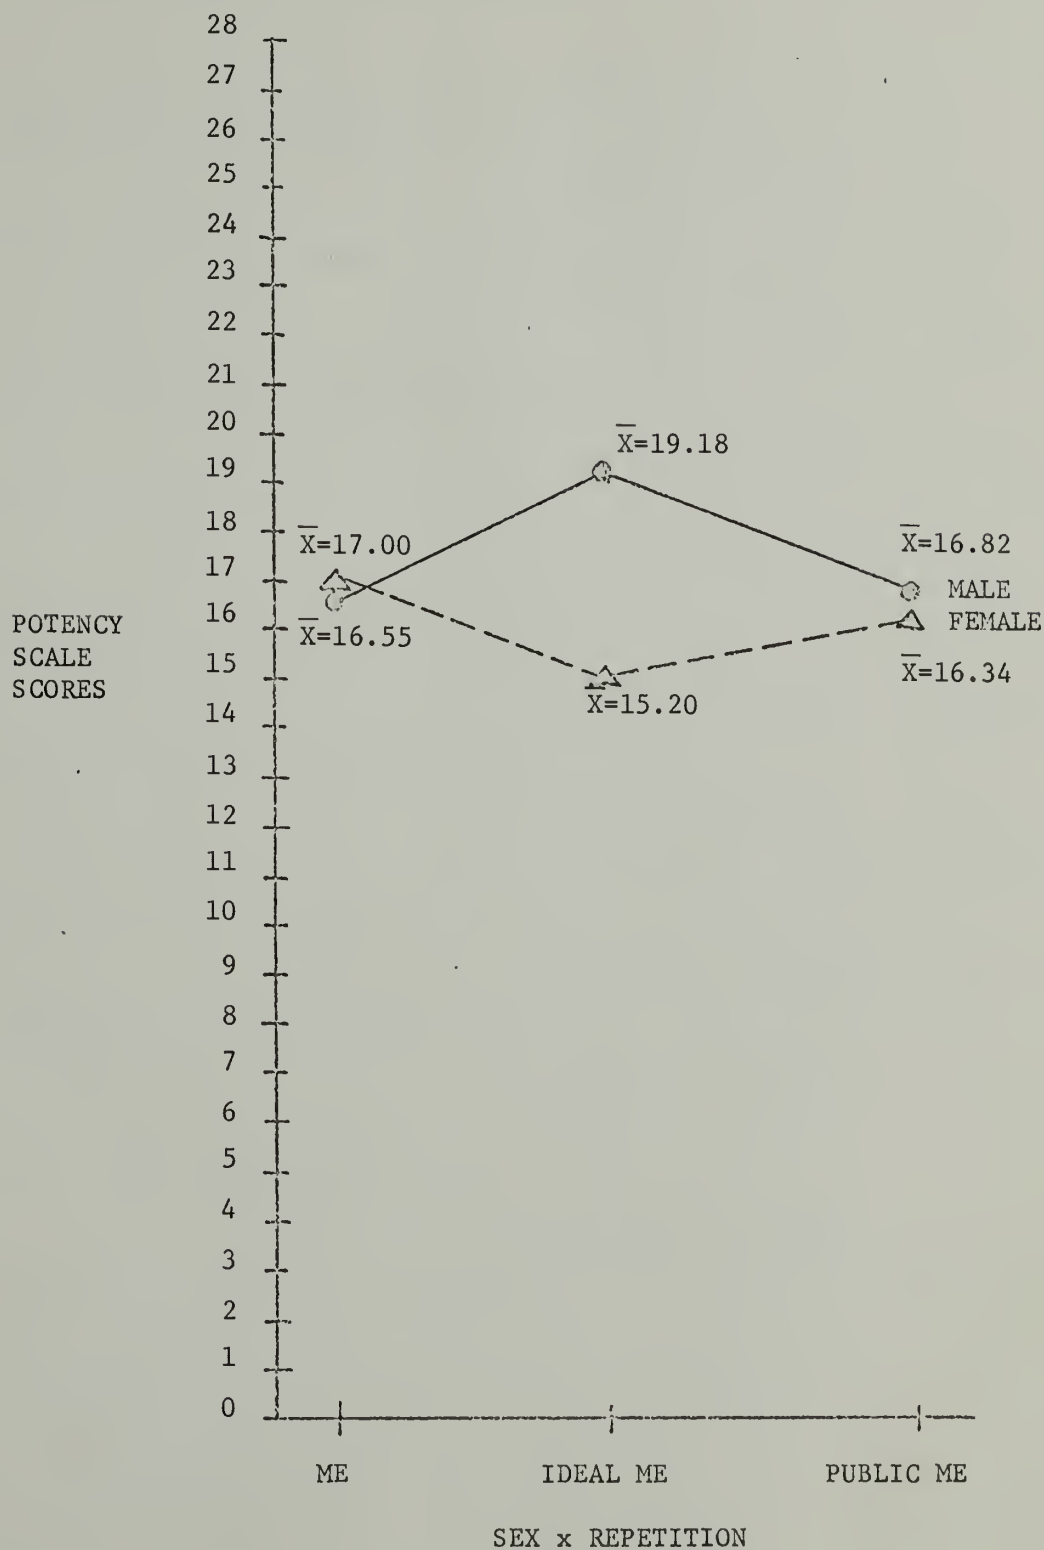 28
27
26
25
24
23
22
21
20
X̄=19.18
19
18
X̄=17.00
X̄=16.82
17
MALE
16
FEMALE
POTENCY
SCALE
SCORES
X̄=16.55
X̄=16.34
15
X̄=15.20
14
13
12
11
10
9
8
7
6
5
4
3
2
1
0
ME IDEAL ME PUBLIC ME
SEX x REPETITION